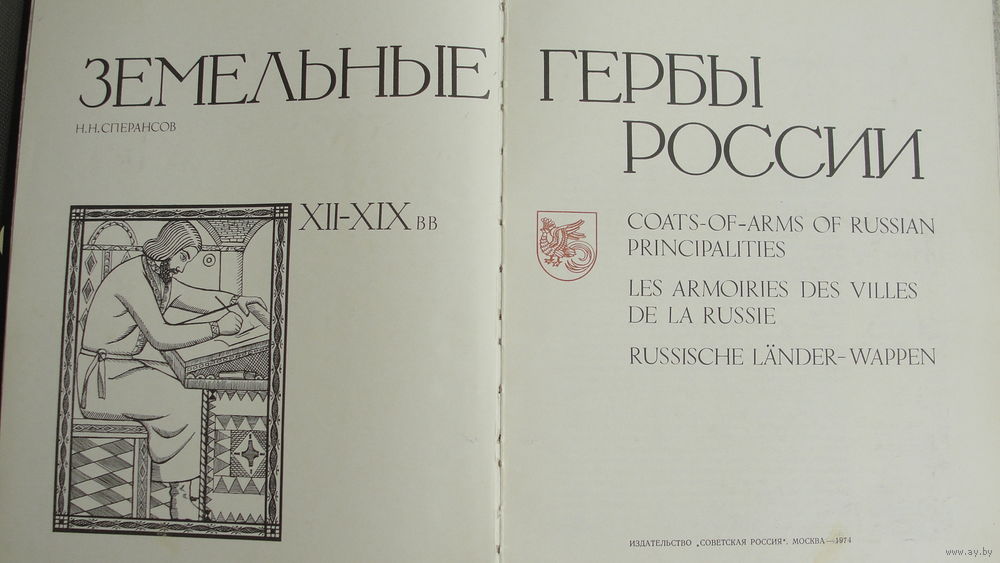 ЗЕМЕЛЬНЫЕ ГЕРБЫ
РОССИИ
Н.Н.СПЕРАНСОВ
XII-XIX ВВ
COATS-OF-ARMS OF RUSSIAN
PRINCIPALITIES
LES ARMOIRIES DES VILLES
DE LA RUSSIE
RUSSISCHE LÄNDER-WAPPEN
ИЗДАТЕЛЬСТВО „СОВЕТСКАЯ РОССИЯ“. МОСКВА—1974
www.ay.by